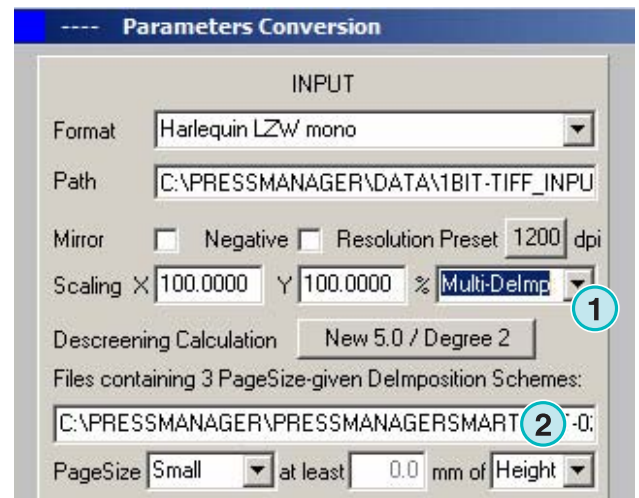 ---- Parameters Conversion
INPUT
Format Harlequin LZW mono
Path C:\PRESSMANAGER\DATA\1BIT-TIFF_INPU
Mirror Negative Resolution Preset 1200 dpi
Scaling X 100.0000 Y 100.0000 % Multi-DeImp
1
Descreening Calculation New 5.0 / Degree 2
Files containing 3 PageSize-given DeImposition Schemes:
C:\PRESSMANAGER\PRESSMANAGERSMART 2
PageSize Small at least 0.0 mm of Height